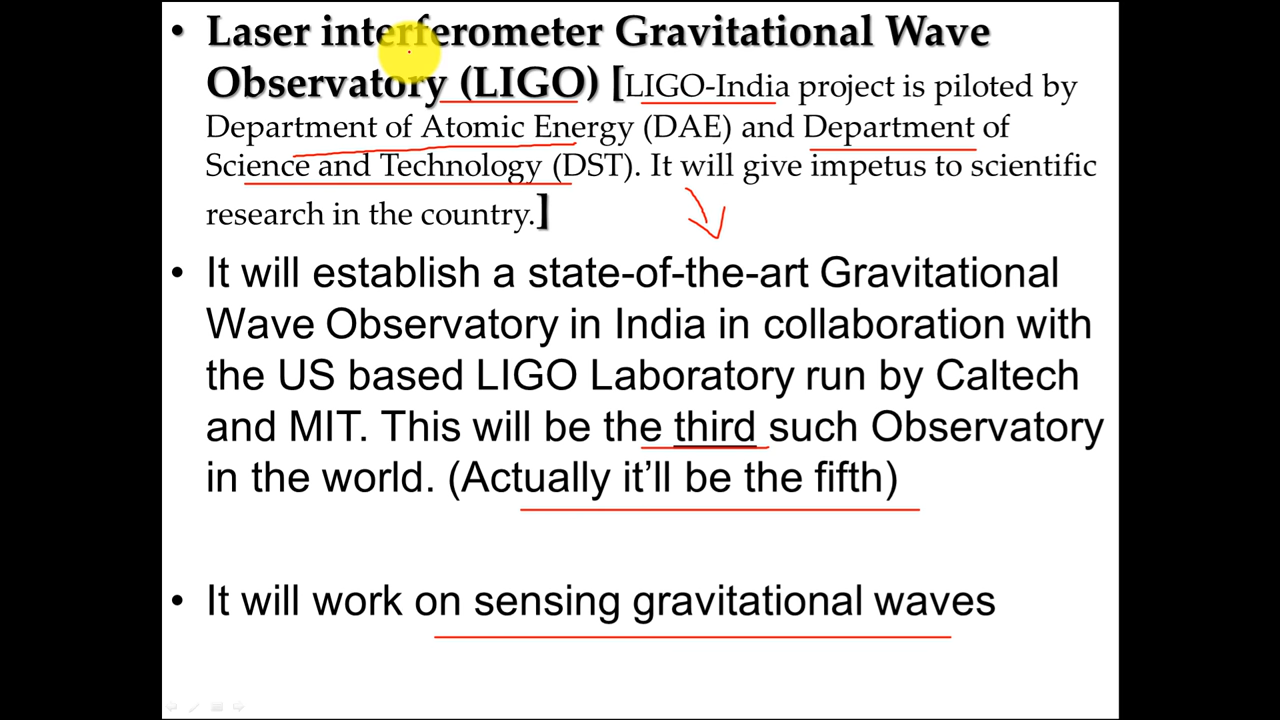 • Laser interferometer Gravitational Wave
Observatory (LIGO) [LIGO-India project is piloted by
Department of Atomic Energy (DAE) and Department of
Science and Technology (DST). It will give impetus to scientific
research in the country.]
• It will establish a state-of-the-art Gravitational
Wave Observatory in India in collaboration with
the US based LIGO Laboratory run by Caltech
and MIT. This will be the third such Observatory
in the world. (Actually it’ll be the fifth)
• It will work on sensing gravitational waves